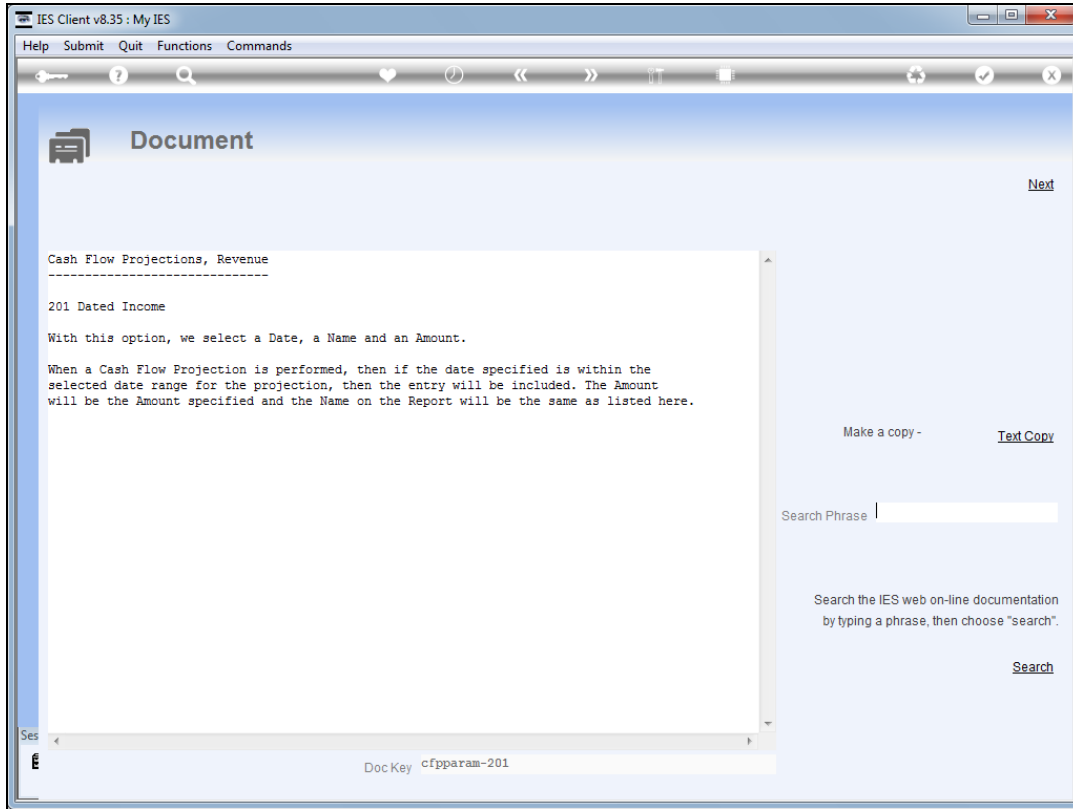 IES Client v8.35 : My IES
Help Submit Quit Functions Commands
Document
Next
Cash Flow Projections, Revenue
------------------------------
201 Dated Income
With this option, we select a Date, a Name and an Amount.
When a Cash Flow Projection is performed, then if the date specified is within the
selected date range for the projection, then the entry will be included. The Amount
will be the Amount specified and the Name on the Report will be the same as listed here.
Make a copy -
Text Copy
Search Phrase
Search the IES web on-line documentation
by typing a phrase, then choose "search".
Search
Ses
Doc Key cfpparam-201